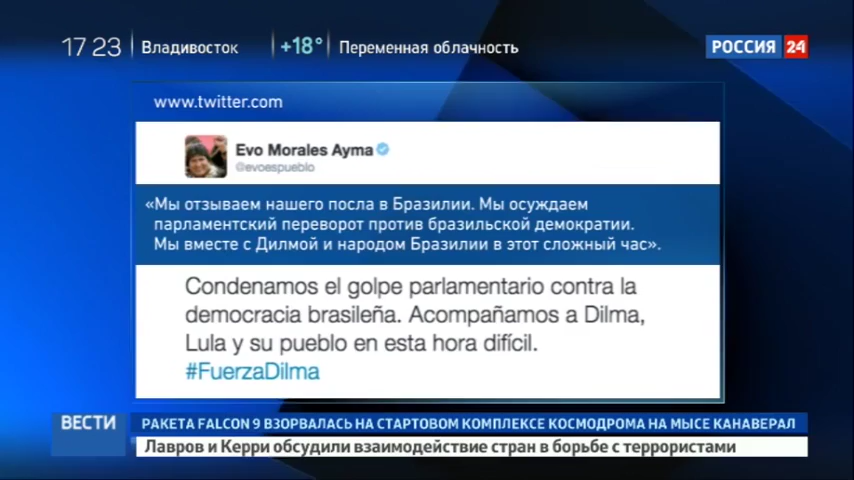 17 23 Владивосток +18° Переменная облачность РОССИЯ 24
www.twitter.com
Evo Morales Ayma
@evoespueblo
«Мы отзываем нашего посла в Бразилии. Мы осуждаем
парламентский переворот против бразильской демократии.
Мы вместе с Дилмой и народом Бразилии в этот сложный час».
Condenamos el golpe parlamentario contra la
democracia brasileña. Acompañamos a Dilma,
Lula y su pueblo en esta hora difícil.
#FuerzaDilma
ВЕСТИ РАКЕТА FALCON 9 ВЗОРВАЛАСЬ НА СТАРТОВОМ КОМПЛЕКСЕ КОСМОДРОМА НА МЫСЕ КАНАВЕРАЛ
Лавров и Керри обсудили взаимодействие стран в борьбе с террористами